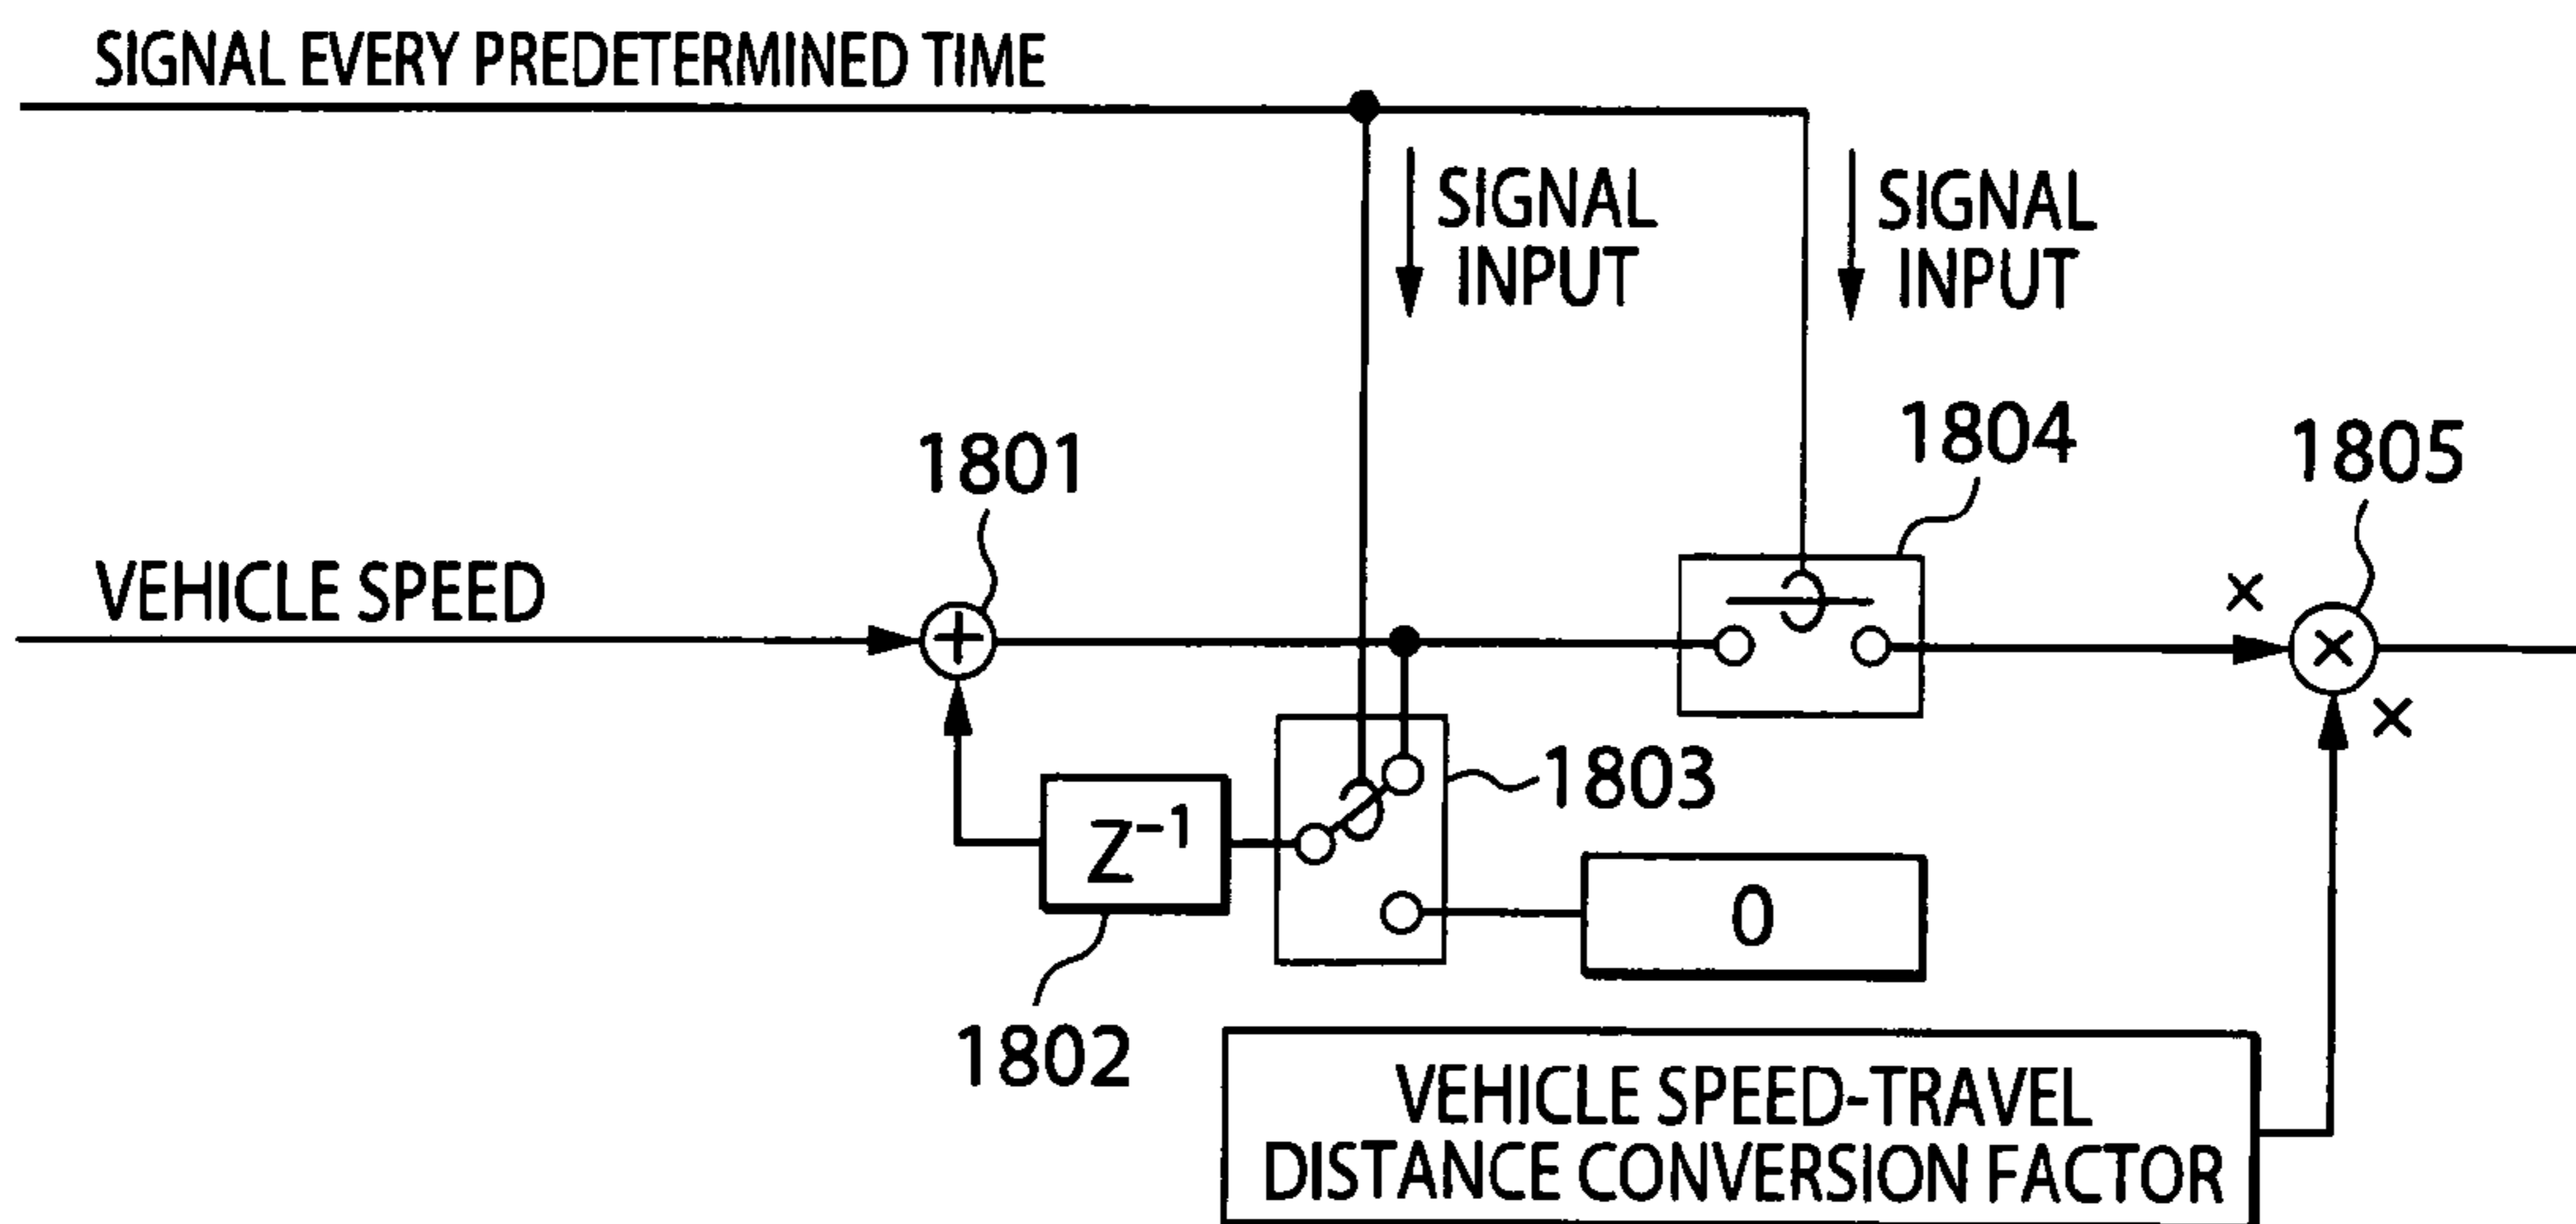 SIGNAL EVERY PREDETERMINED TIME
SIGNAL
INPUT
SIGNAL
INPUT
1801
1804
1805
VEHICLE SPEED
+
×
×
×
Z⁻¹
1803
0
1802
VEHICLE SPEED-TRAVEL
DISTANCE CONVERSION FACTOR